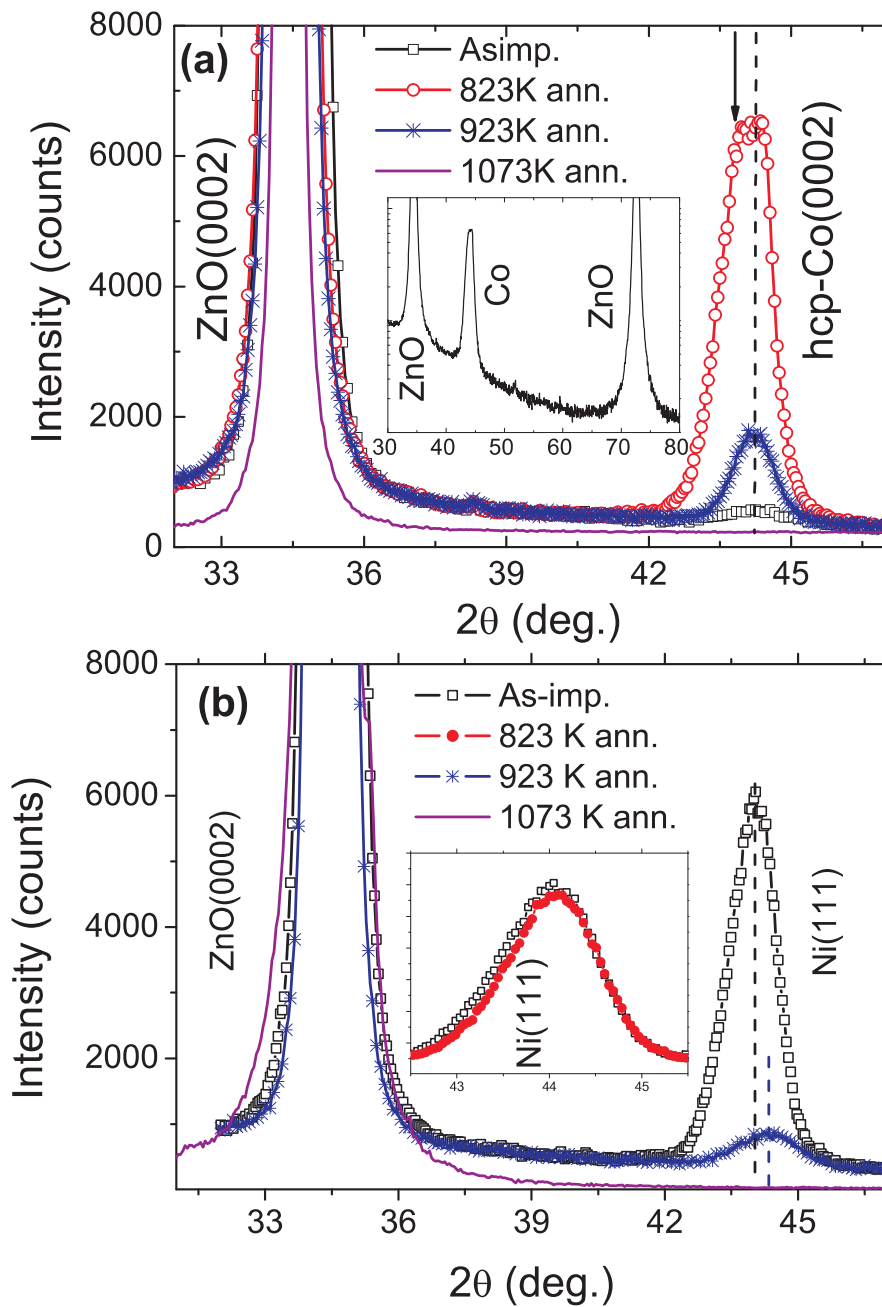 8000
6000
4000
2000
0
Intensity (counts)
(a)
Asimp.
823K ann.
923K ann.
1073K ann.
ZnO(0002)
hcp-Co(0002)
ZnO
Co
ZnO
30 40 50 60 70 80
33 36 39 42 45
2θ (deg.)
8000
6000
4000
2000
Intensity (counts)
(b)
As-imp.
823 K ann.
923 K ann.
1073 K ann.
ZnO(0002)
Ni(111)
Ni(111)
43 44 45
33 36 39 42 45
2θ (deg.)